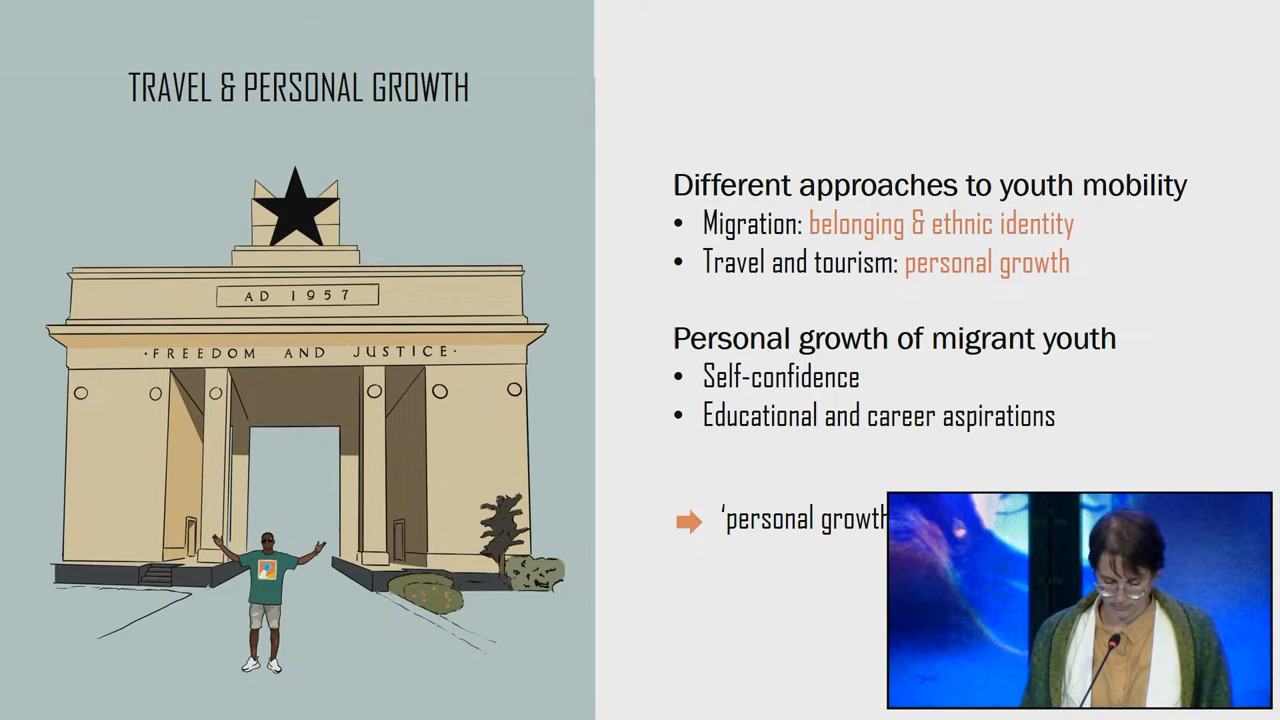 TRAVEL & PERSONAL GROWTH
AD 1957
·FREEDOM AND JUSTICE·
Different approaches to youth mobility
• Migration: belonging & ethnic identity
• Travel and tourism: personal growth
Personal growth of migrant youth
• Self-confidence
• Educational and career aspirations
‘personal growth